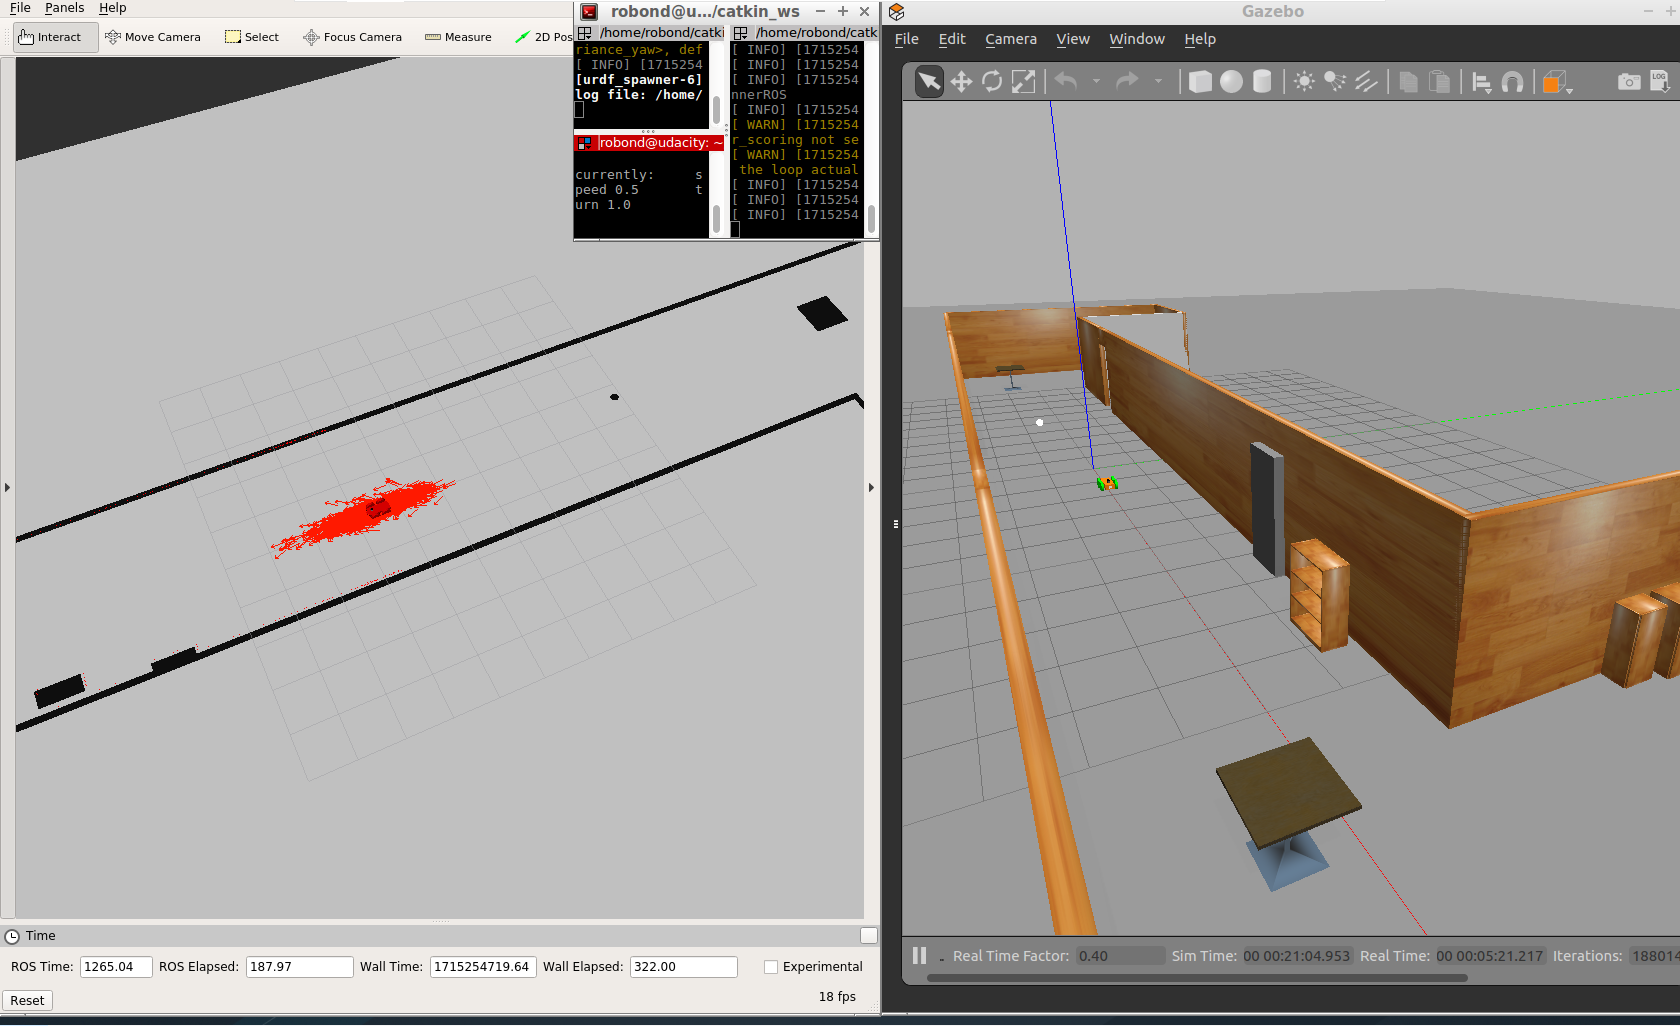 File Panels Help
Interact Move Camera Select Focus Camera Measure 2D Pos
robond@u.../catkin_ws
/home/robond/catki
riance_yaw>, def
[ INFO] [1715254
[urdf_spawner-6]
log file: /home/
robond@udacity: ~
currently: s
peed 0.5 t
urn 1.0
/home/robond/catk
[ INFO] [1715254
[ INFO] [1715254
[ INFO] [1715254
nnerROS
[ INFO] [1715254
[ WARN] [1715254
r_scoring not se
[ WARN] [1715254
the loop actual
[ INFO] [1715254
[ INFO] [1715254
[ INFO] [1715254
Time
ROS Time: 1265.04 ROS Elapsed: 187.97 Wall Time: 1715254719.64 Wall Elapsed: 322.00 Experimental
Reset 18 fps
Gazebo
File Edit Camera View Window Help
LOG
Real Time Factor: 0.40 Sim Time: 00 00:21:04.953 Real Time: 00 00:05:21.217 Iterations: 188014